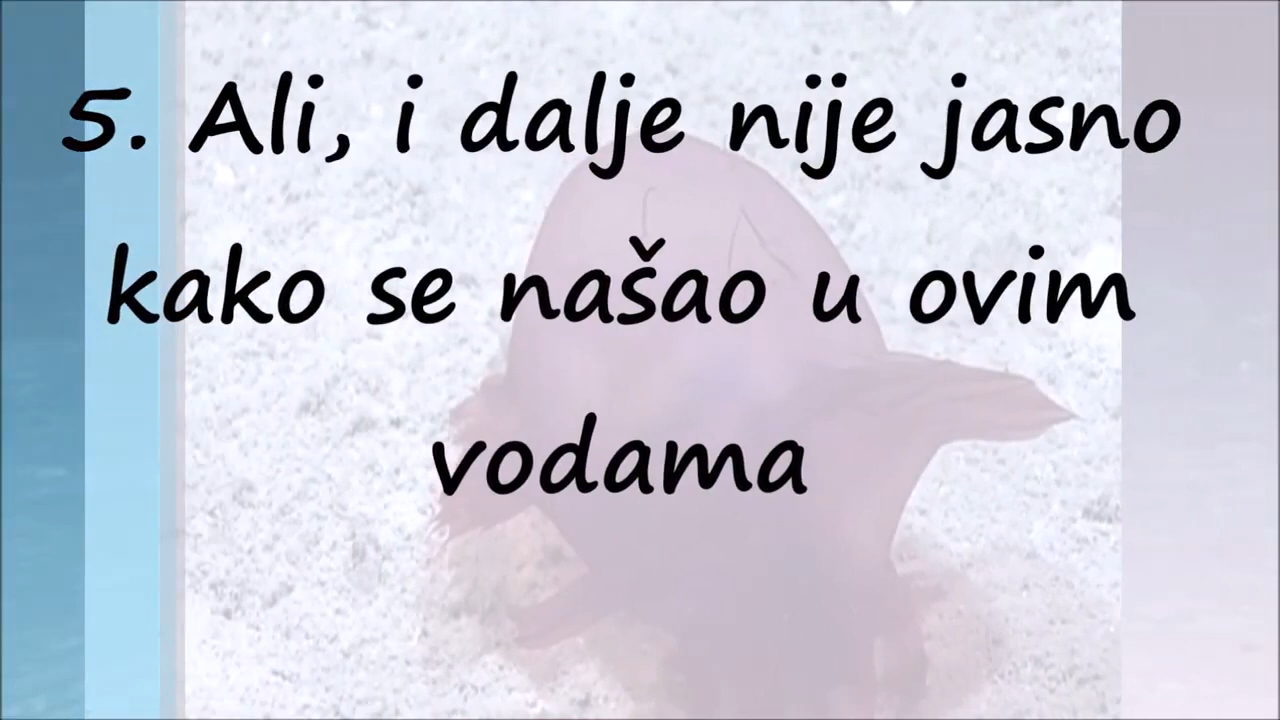 5. Ali, i dalje nije jasno
kako se našao u ovim
vodama